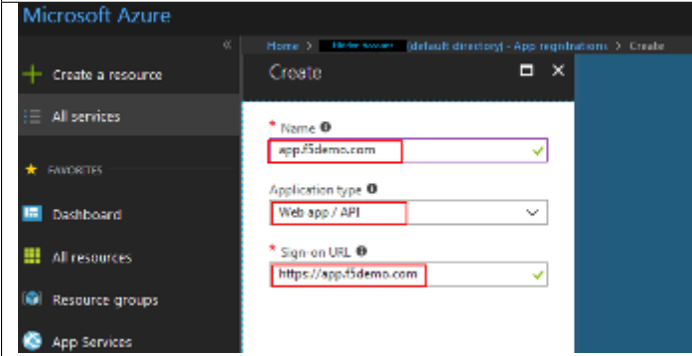 Microsoft Azure
«
Home > (default directory) - App registrations > Create
Create a resource
Create
All services
* Name
app.f5demo.com
FAVORITES
Application type
Web app / API
Dashboard
* Sign-on URL
All resources
https://app.f5demo.com
Resource groups
App Services